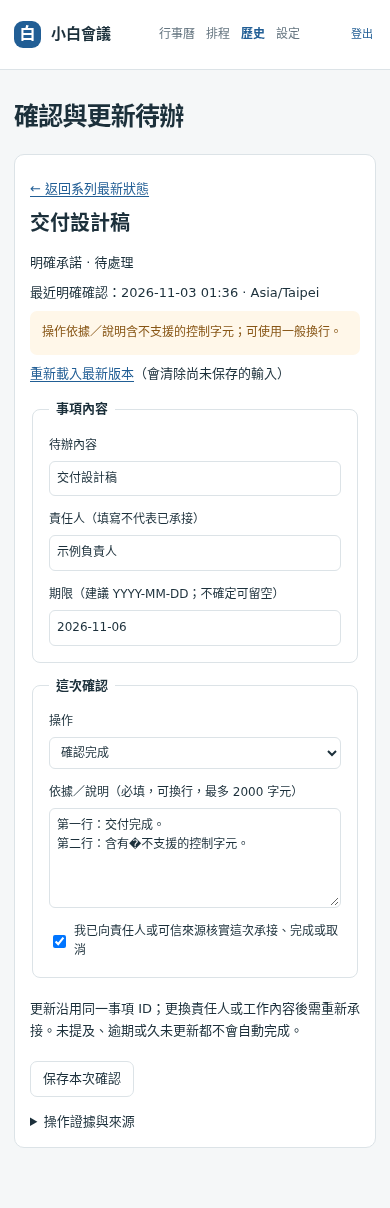 白 小白會議 行事曆 排程 歷史 設定 登出
確認與更新待辦
← 返回系列最新狀態
交付設計稿
明確承諾 · 待處理
最近明確確認：2026-11-03 01:36 · Asia/Taipei
操作依據／說明含不支援的控制字元；可使用一般換行。
重新載入最新版本（會清除尚未保存的輸入）
事項內容
待辦內容
交付設計稿
責任人（填寫不代表已承接）
示例負責人
期限（建議 YYYY-MM-DD；不確定可留空）
2026-11-06
這次確認
操作
確認完成
依據／說明（必填，可換行，最多 2000 字元）
第一行：交付完成。
第二行：含有�不支援的控制字元。
我已向責任人或可信來源核實這次承接、完成或取
消
更新沿用同一事項 ID；更換責任人或工作內容後需重新承
接。未提及、逾期或久未更新都不會自動完成。
保存本次確認
操作證據與來源